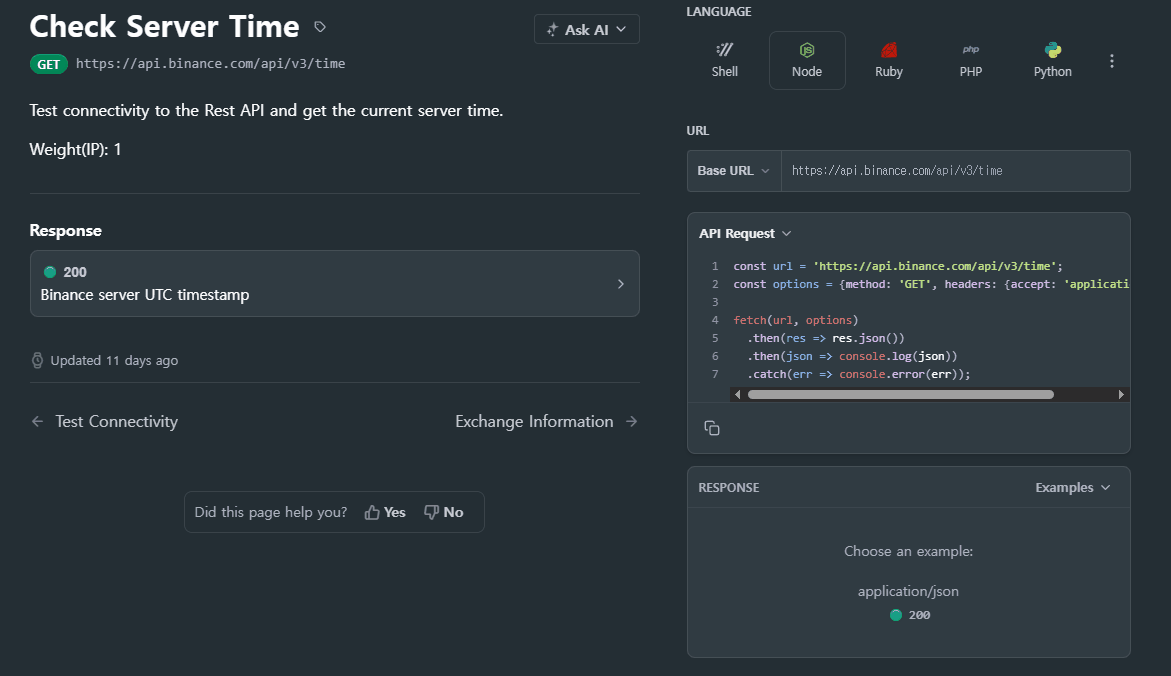 Check Server Time
Ask AI
GET https://api.binance.com/api/v3/time
Test connectivity to the Rest API and get the current server time.
Weight(IP): 1
Response
200
Binance server UTC timestamp
Updated 11 days ago
Test Connectivity
Exchange Information
Did this page help you? Yes No
LANGUAGE
Shell
Node
Ruby
php
PHP
Python
URL
Base URL https://api.binance.com/api/v3/time
API Request
1 const url = 'https://api.binance.com/api/v3/time';
2 const options = {method: 'GET', headers: {accept: 'applicati
3
4 fetch(url, options)
5 .then(res => res.json())
6 .then(json => console.log(json))
7 .catch(err => console.error(err));
RESPONSE
Examples
Choose an example:
application/json
200